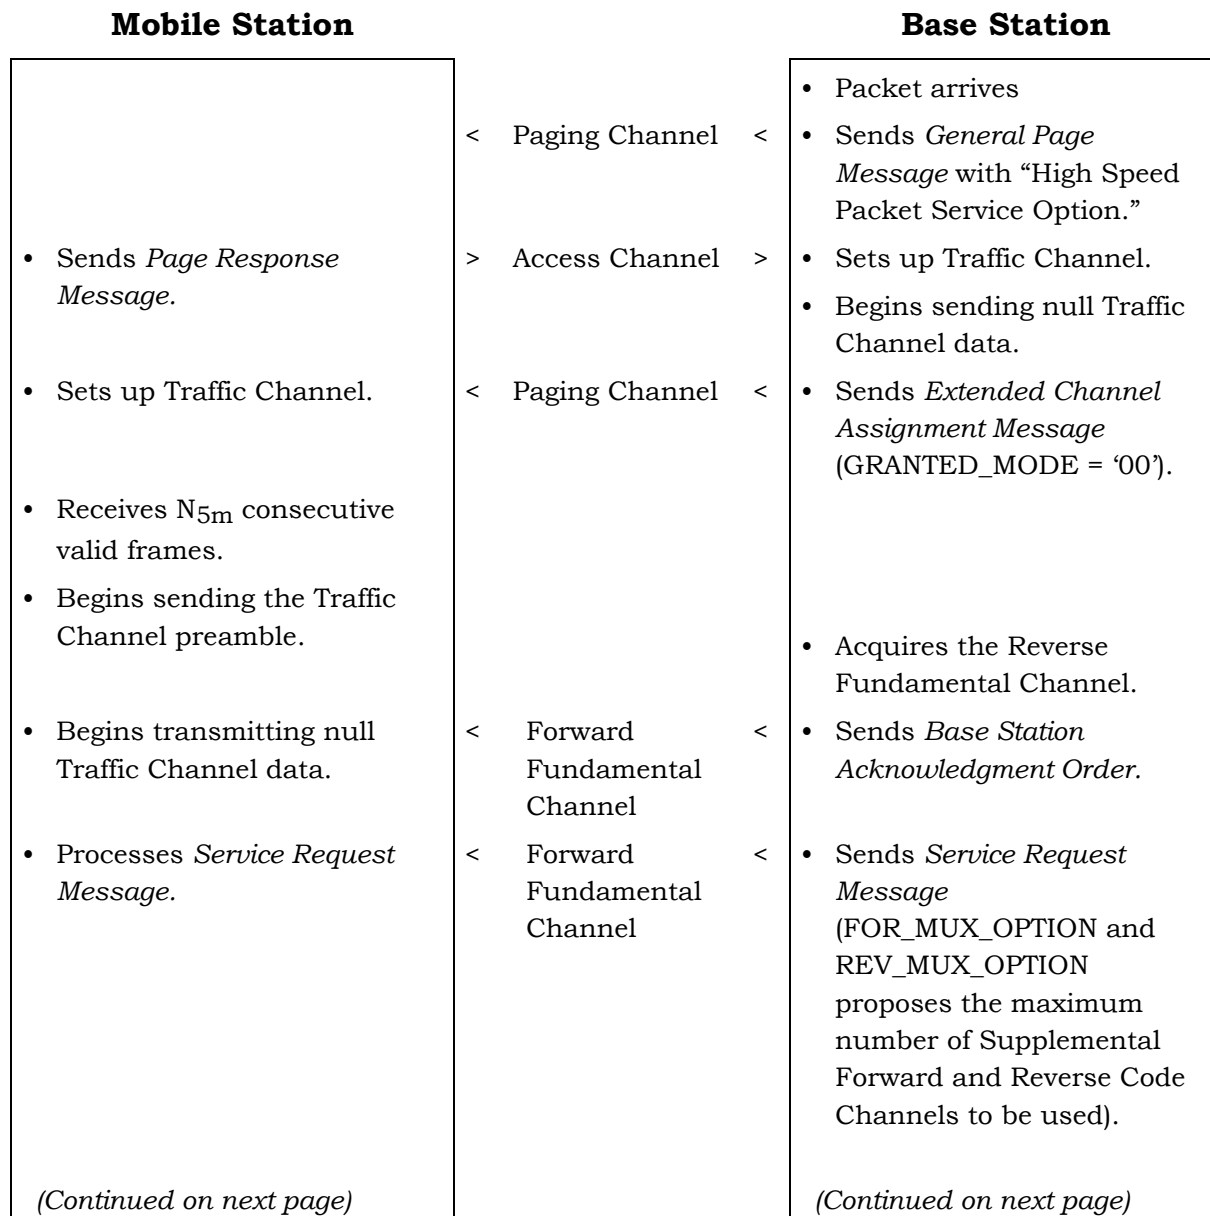 Mobile Station Base Station
• Packet arrives
< Paging Channel < • Sends General Page
Message with “High Speed
Packet Service Option.”
• Sends Page Response > Access Channel > • Sets up Traffic Channel.
Message.
• Begins sending null Traffic
Channel data.
• Sets up Traffic Channel. < Paging Channel < • Sends Extended Channel
Assignment Message
(GRANTED_MODE = ‘00’).
• Receives N5m consecutive
valid frames.
• Begins sending the Traffic
Channel preamble.
• Acquires the Reverse
Fundamental Channel.
• Begins transmitting null < Forward < • Sends Base Station
Traffic Channel data. Fundamental Acknowledgment Order.
Channel
• Processes Service Request < Forward < • Sends Service Request
Message. Fundamental Message
Channel (FOR_MUX_OPTION and
REV_MUX_OPTION
proposes the maximum
number of Supplemental
Forward and Reverse Code
Channels to be used).
(Continued on next page) (Continued on next page)